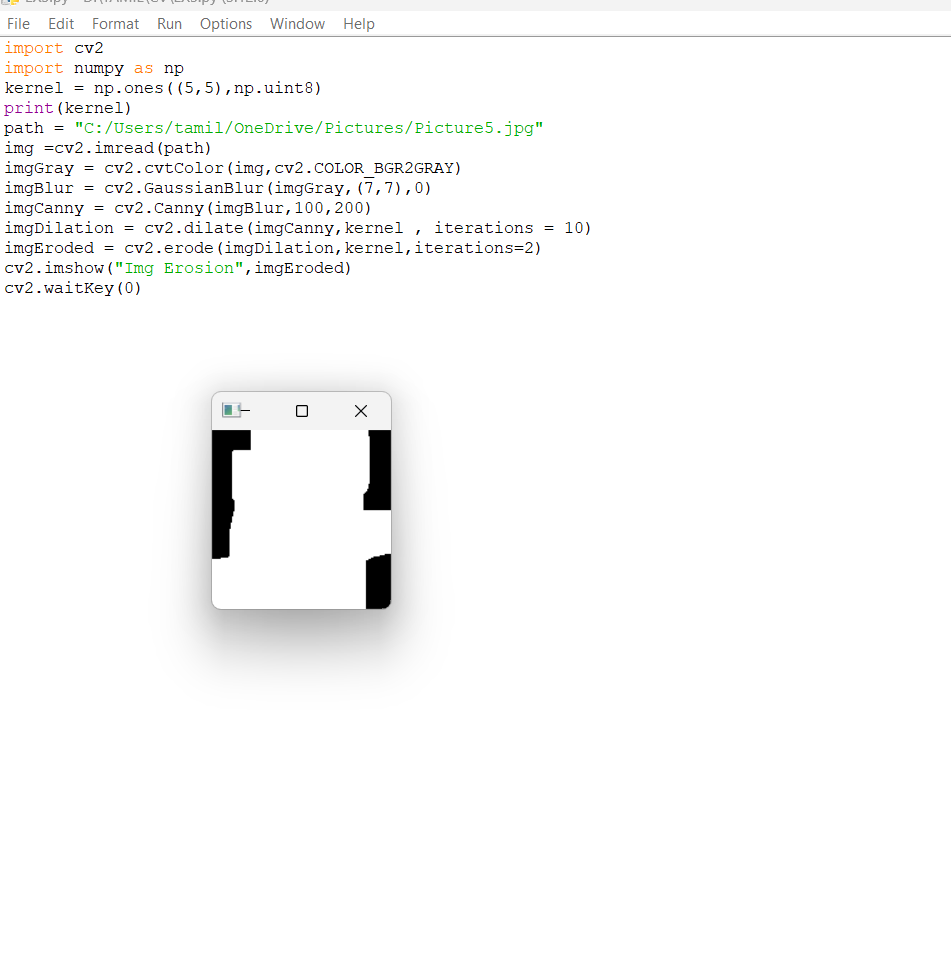 File Edit Format Run Options Window Help
import cv2
import numpy as np
kernel = np.ones((5,5),np.uint8)
print(kernel)
path = "C:/Users/tamil/OneDrive/Pictures/Picture5.jpg"
img =cv2.imread(path)
imgGray = cv2.cvtColor(img,cv2.COLOR_BGR2GRAY)
imgBlur = cv2.GaussianBlur(imgGray,(7,7),0)
imgCanny = cv2.Canny(imgBlur,100,200)
imgDilation = cv2.dilate(imgCanny,kernel , iterations = 10)
imgEroded = cv2.erode(imgDilation,kernel,iterations=2)
cv2.imshow("Img Erosion",imgEroded)
cv2.waitKey(0)